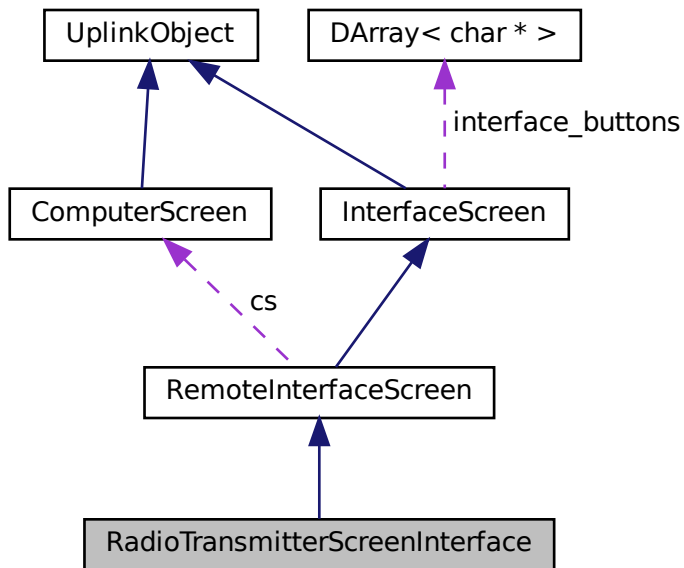 UplinkObject
DArray< char * >
interface_buttons
ComputerScreen
InterfaceScreen
cs
RemoteInterfaceScreen
RadioTransmitterScreenInterface